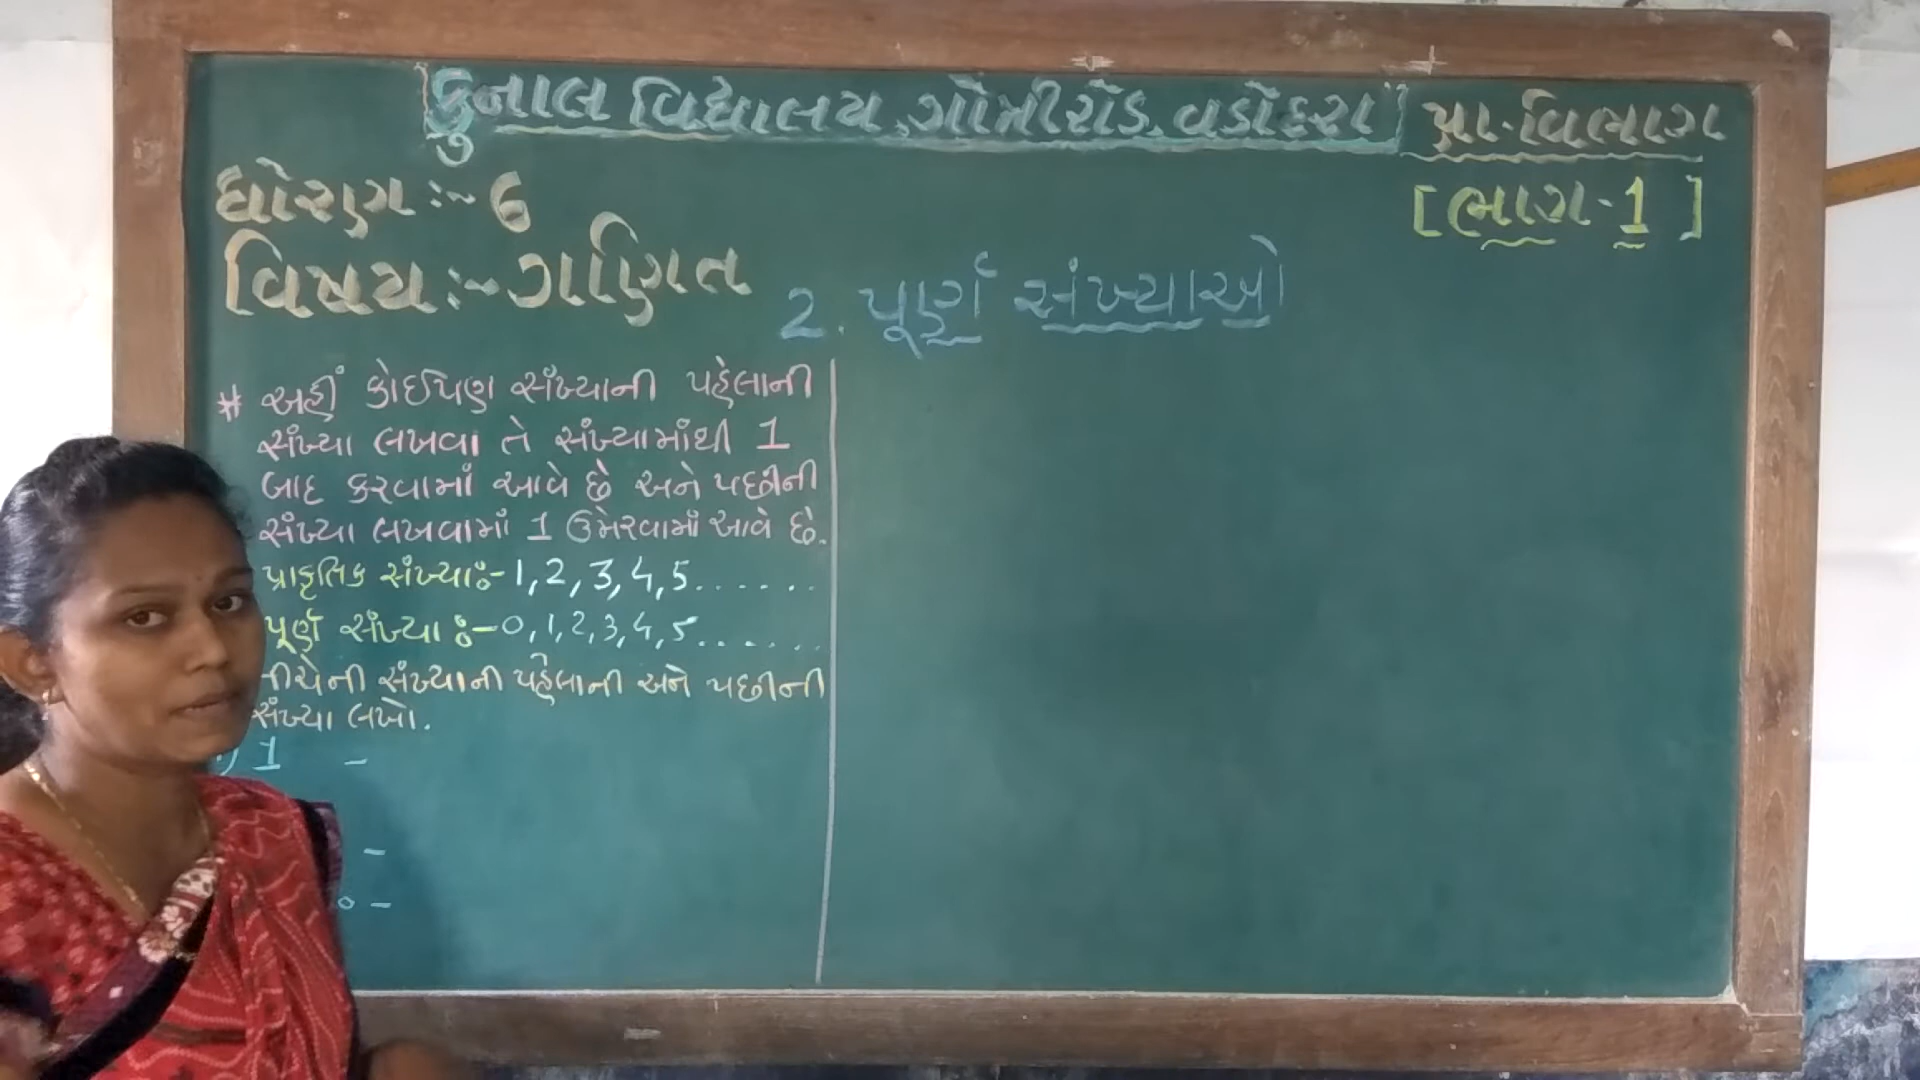 કુનાલ વિદ્યાલય, ગોત્રીરોડ. વડોદરા પ્રા.વિભાગ
[ભાગ-1]
ધોરણ :- 6
વિષય :- ગણિત
2. પૂર્ણ સંખ્યાઓ
* અહીં કોઈપણ સંખ્યાની પહેલાની
સંખ્યા લખવા તે સંખ્યામાંથી 1
બાદ કરવામાં આવે છે અને પછીની
સંખ્યા લખવામાં 1 ઉમેરવામાં આવે છે.
પ્રાકૃતિક સંખ્યા:- 1,2,3,4,5......
પૂર્ણ સંખ્યા :- 0,1,2,3,4,5......
નીચેની સંખ્યાની પહેલાની અને પછીની
સંખ્યા લખો.
) 1 -
-
-